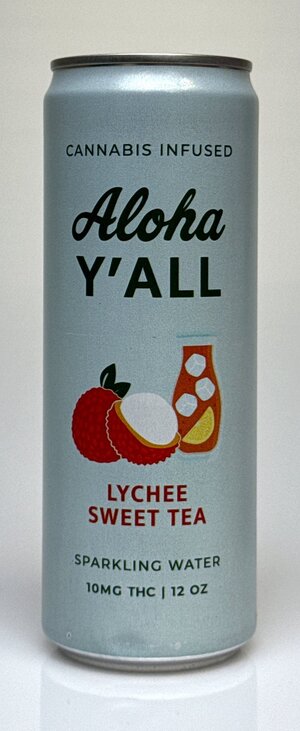 CANNABIS INFUSED
Aloha
Y'ALL
LYCHEE
SWEET TEA
SPARKLING WATER
10MG THC | 12 OZ